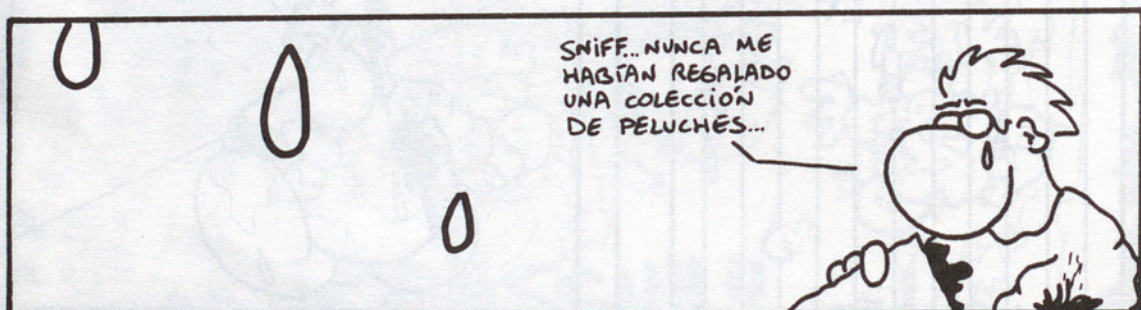 SNIFF... NUNCA ME
HABÍAN REGALADO
UNA COLECCIÓN
DE PELUCHES...